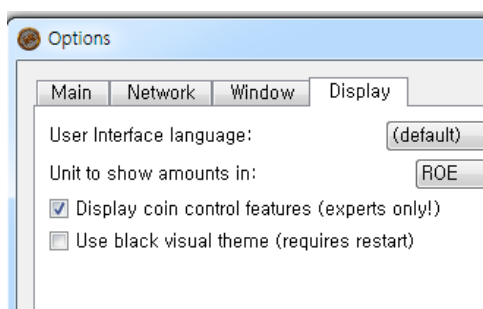 Options
Main Network Window Display
User Interface language: (default)
Unit to show amounts in: ROE
Display coin control features (experts only!)
Use black visual theme (requires restart)